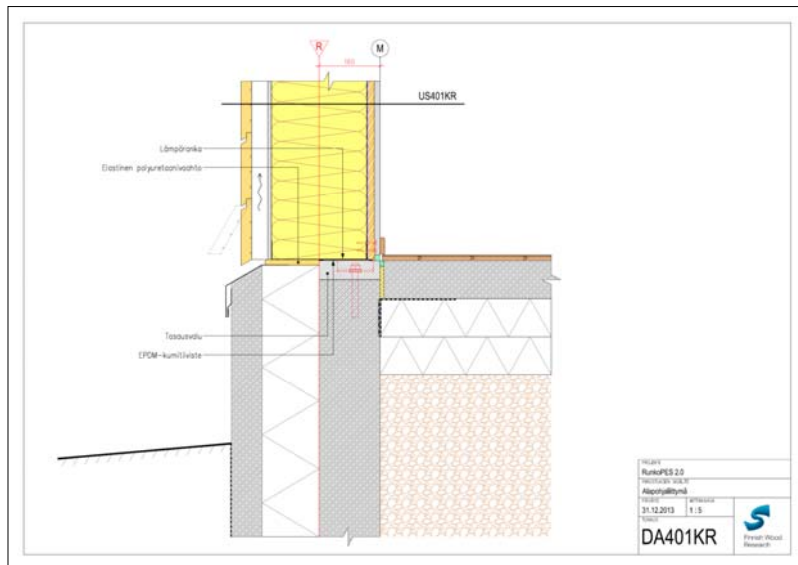 R
M
US401KR
Lämpöranka
Elastinen polyuretaanivaahto
Tasausvalu
EPDM-kumitiiviste
RunkoPES 2.0
Alapohjaliittymä
31.12.2013
1 : 5
DA401KR
Finnish Wood
Research